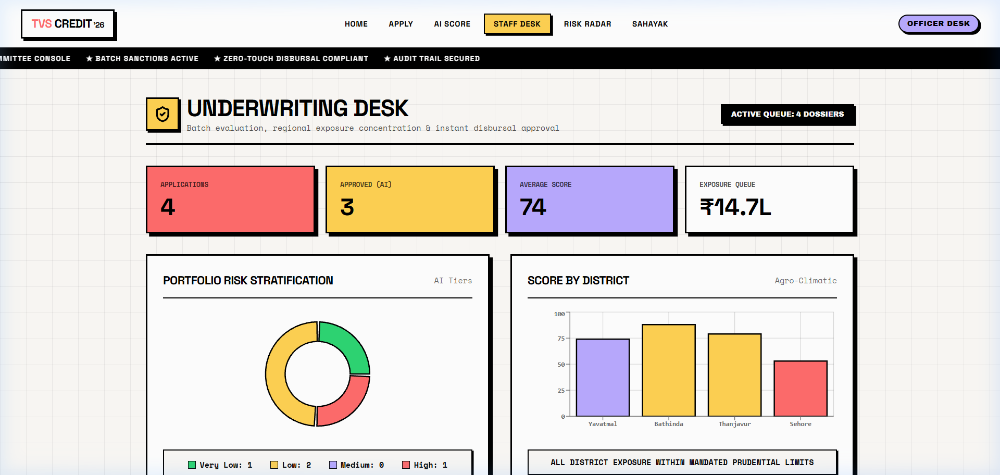 TVS CREDIT '26
HOME
APPLY
AI SCORE
STAFF DESK
RISK RADAR
SAHAYAK
OFFICER DESK
CONSOLE
★ BATCH SANCTIONS ACTIVE
★ ZERO-TOUCH DISBURSAL COMPLIANT
★ AUDIT TRAIL SECURED
UNDERWRITING DESK
Batch evaluation, regional exposure concentration & instant disbursal approval
ACTIVE QUEUE: 4 DOSSIERS
APPLICATIONS
4
APPROVED (AI)
3
AVERAGE SCORE
74
EXPOSURE QUEUE
₹14.7L
PORTFOLIO RISK STRATIFICATION
AI Tiers
Very Low: 1
Low: 2
Medium: 0
High: 1
SCORE BY DISTRICT
Agro-Climatic
100
75
50
25
0
Yavatmal
Bathinda
Thanjavur
Sehore
ALL DISTRICT EXPOSURE WITHIN MANDATED PRUDENTIAL LIMITS